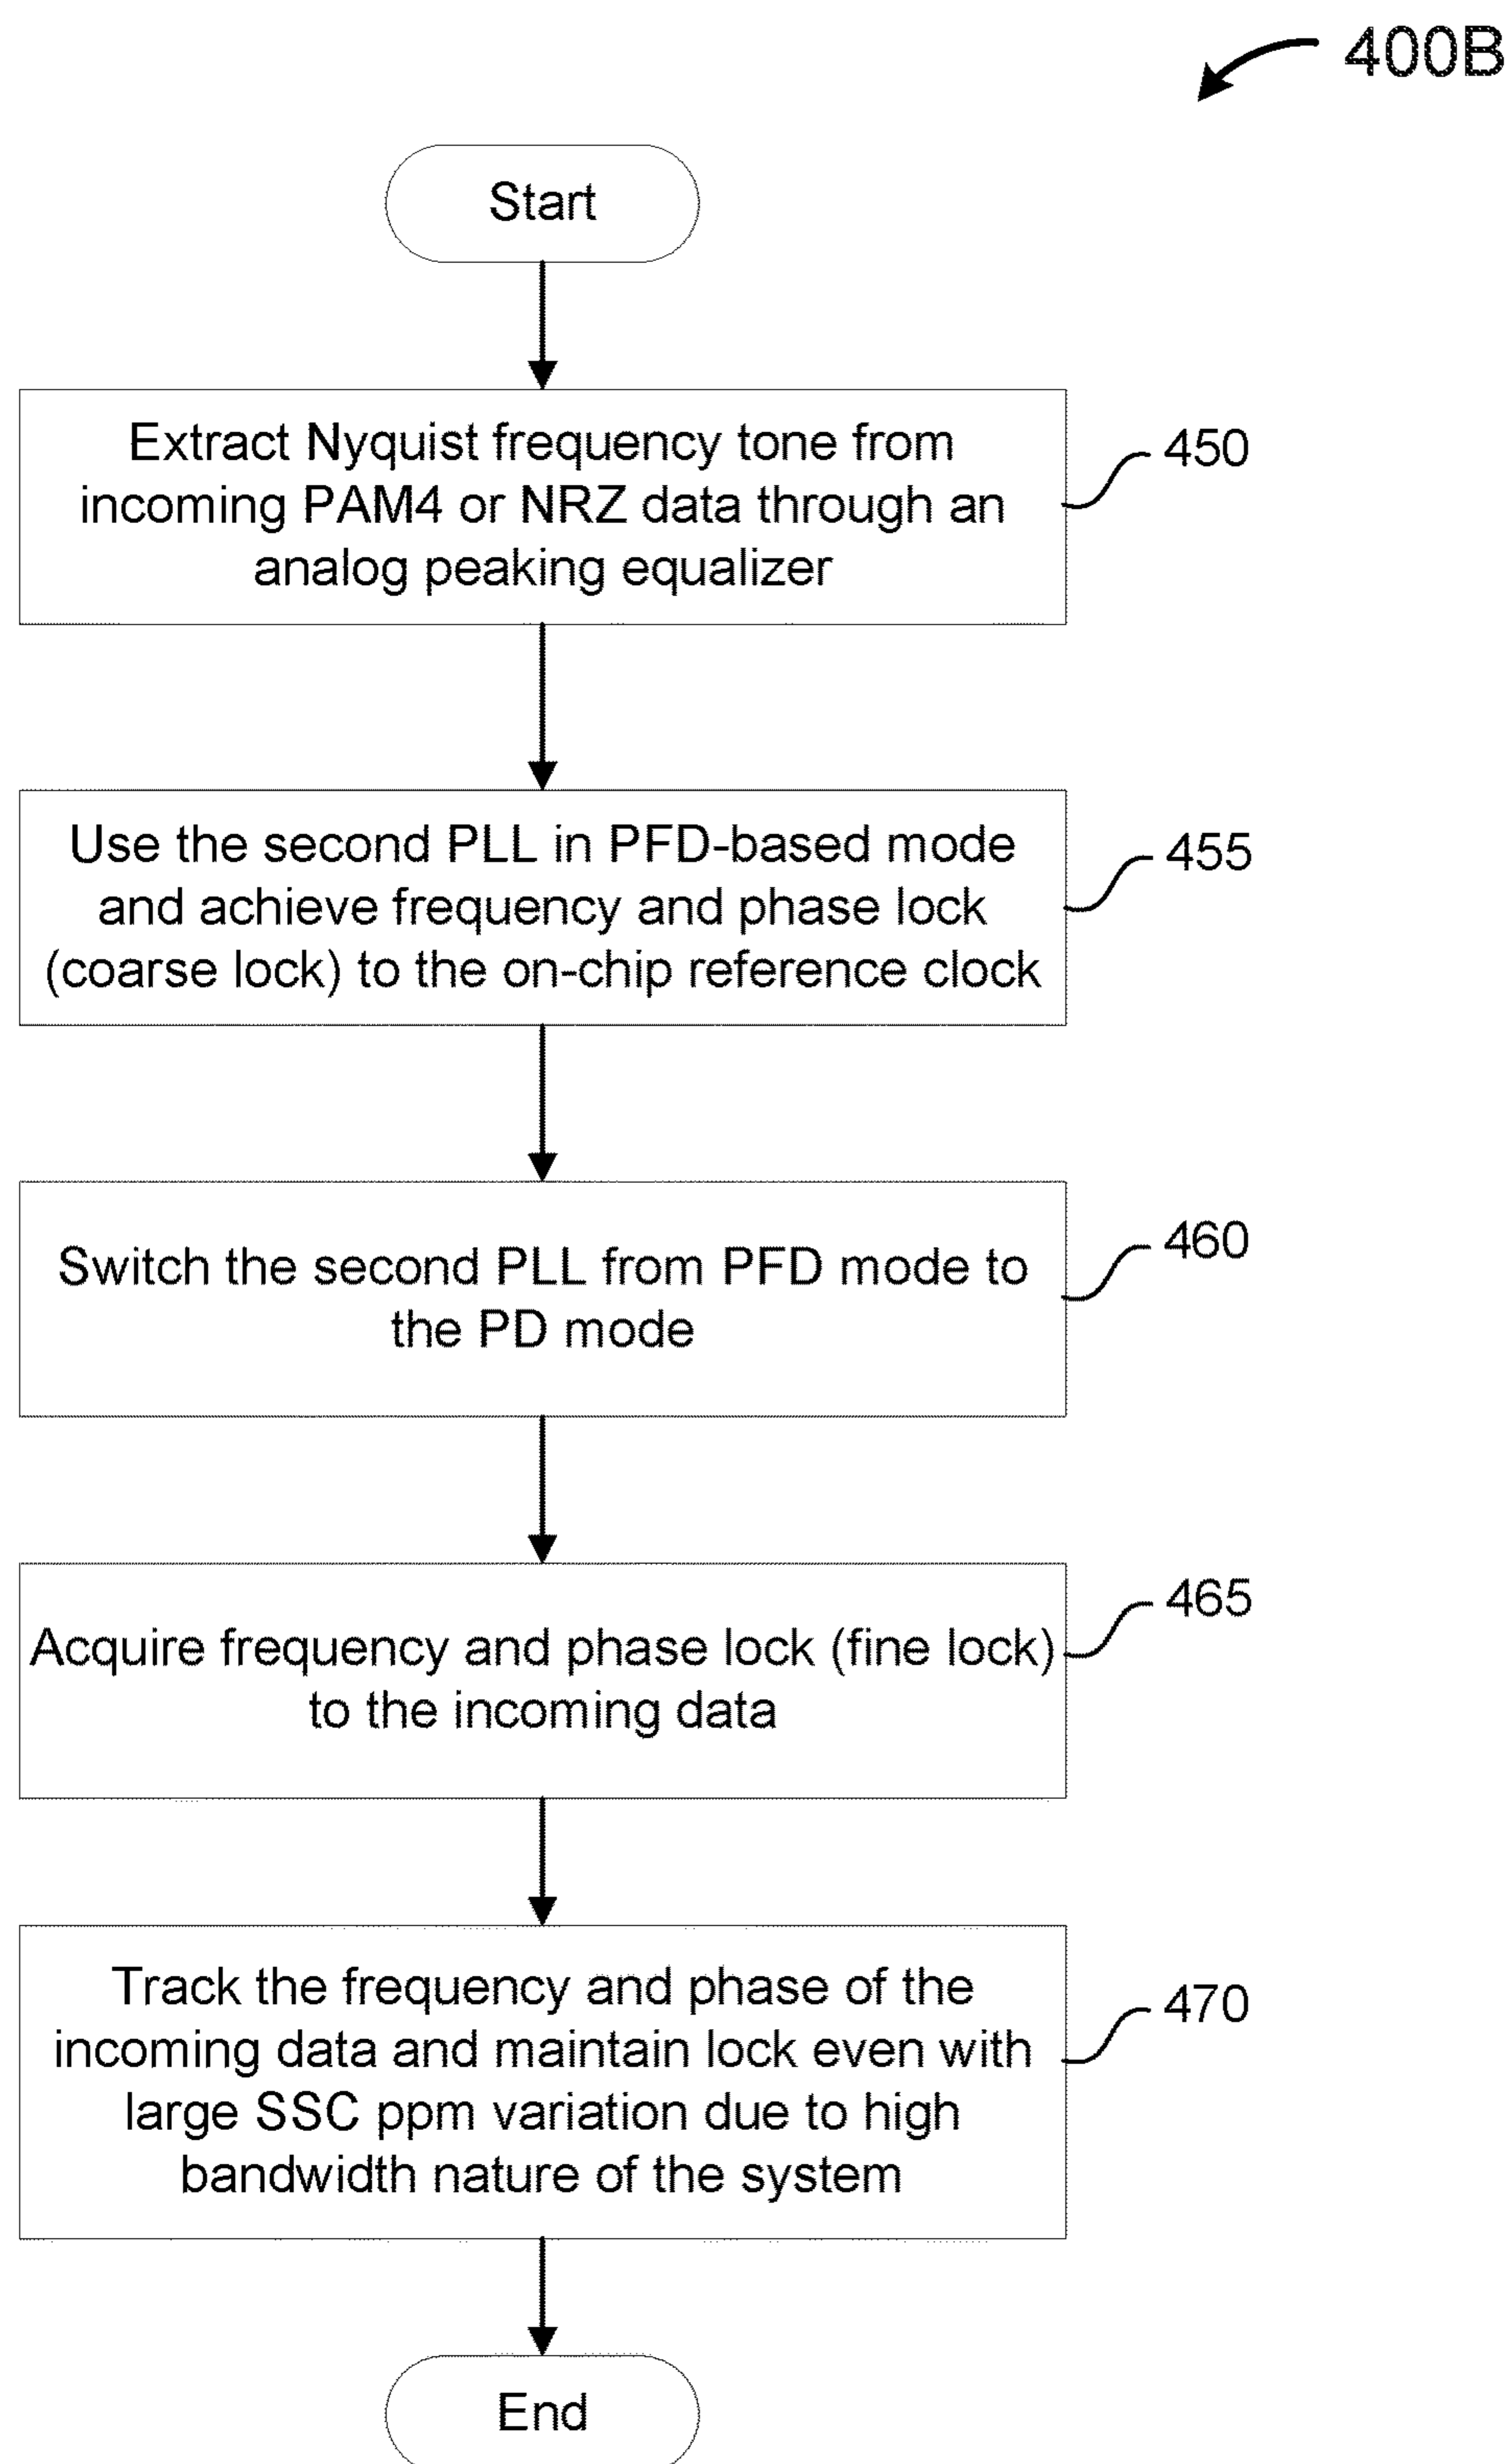 400B
Start
Extract Nyquist frequency tone from
incoming PAM4 or NRZ data through an
analog peaking equalizer
450
Use the second PLL in PFD-based mode
and achieve frequency and phase lock
(coarse lock) to the on-chip reference clock
455
Switch the second PLL from PFD mode to
the PD mode
460
Acquire frequency and phase lock (fine lock)
to the incoming data
465
Track the frequency and phase of the
incoming data and maintain lock even with
large SSC ppm variation due to high
bandwidth nature of the system
470
End